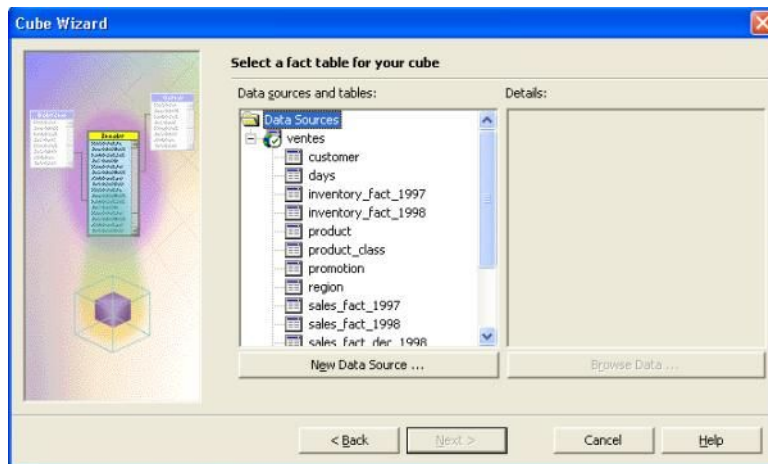 Cube Wizard
Select a fact table for your cube
Data sources and tables:
Details:
Data Sources
ventes
customer
days
inventory_fact_1997
inventory_fact_1998
product
product_class
promotion
region
sales_fact_1997
sales_fact_1998
sales_fact_dec_1998
New Data Source ...
Browse Data ...
< Back
Next >
Cancel
Help